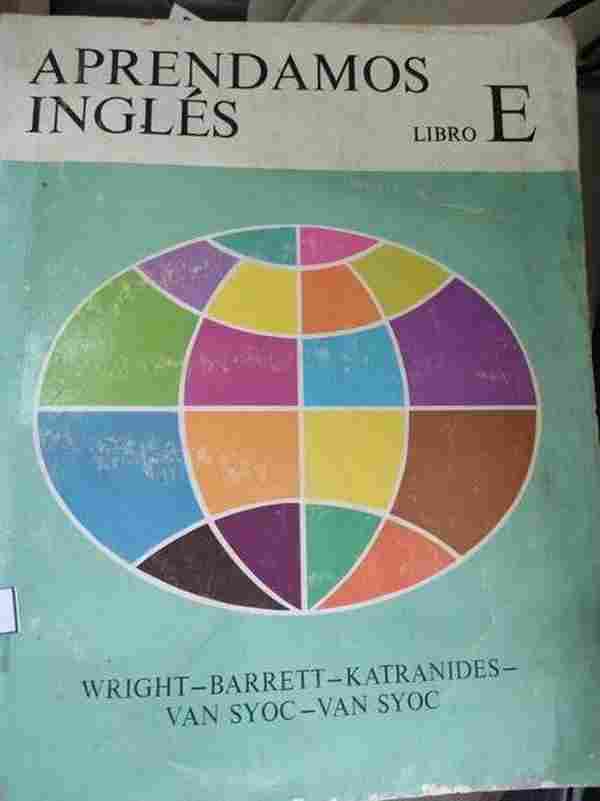 APRENDAMOS
INGLÉS
LIBRO E
WRIGHT–BARRETT–KATRANIDES–
VAN SYOC–VAN SYOC